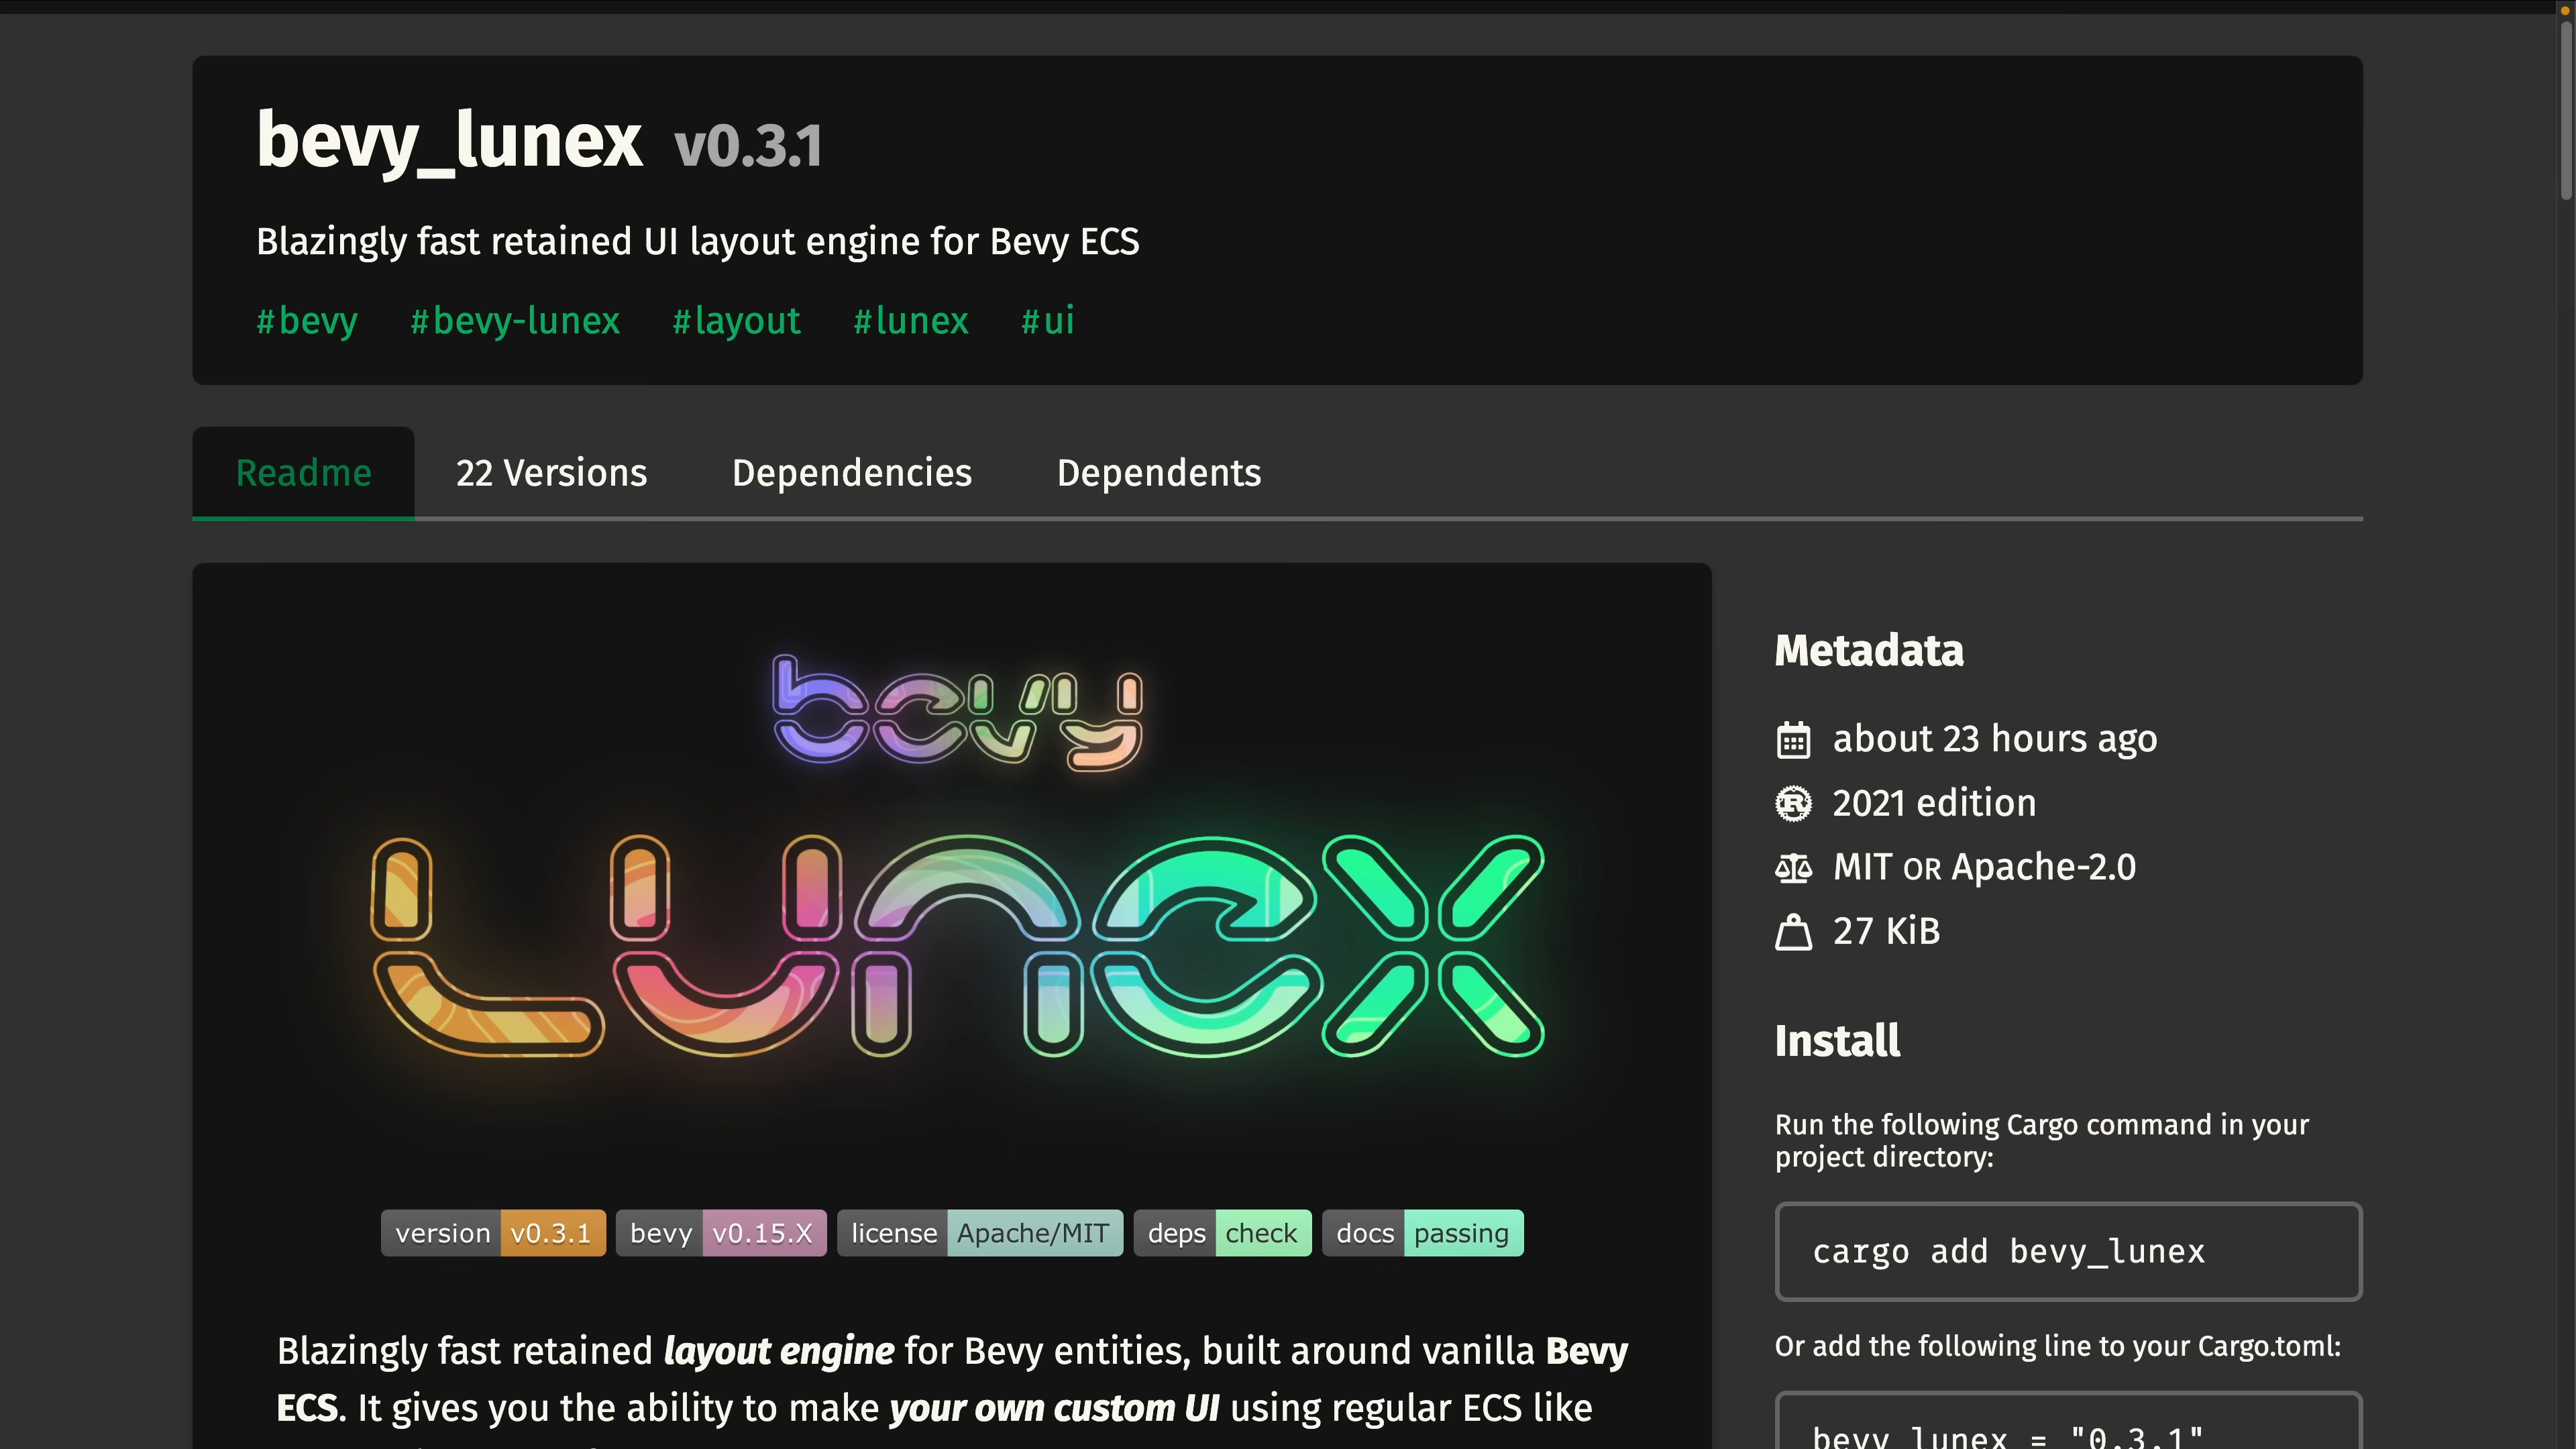 bevy_lunex v0.3.1
Blazingly fast retained UI layout engine for Bevy ECS
#bevy #bevy-lunex #layout #lunex #ui
Readme 22 Versions Dependencies Dependents
bevy
Lunex
version v0.3.1 bevy v0.15.X license Apache/MIT deps check docs passing
Blazingly fast retained layout engine for Bevy entities, built around vanilla Bevy
ECS. It gives you the ability to make your own custom UI using regular ECS like
Metadata
about 23 hours ago
2021 edition
MIT OR Apache-2.0
27 KiB
Install
Run the following Cargo command in your
project directory:
cargo add bevy_lunex
Or add the following line to your Cargo.toml:
bevy_lunex = "0.3.1"